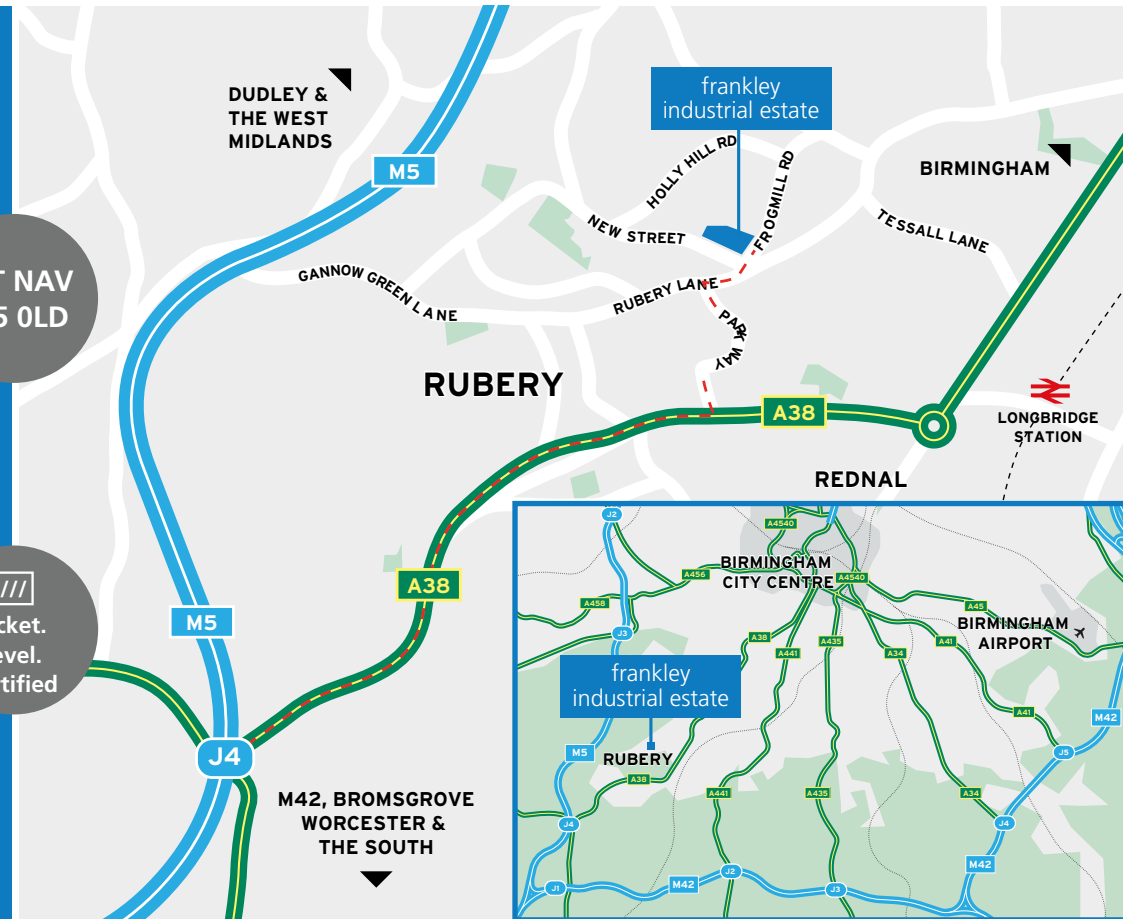 DUDLEY &
THE WEST
MIDLANDS
M5
frankley
industrial estate
HOLLY HILL RD
FROGMILL RD
BIRMINGHAM
NEW STREET
TESSALL LANE
NAV
0LD
GANNOW GREEN LANE
RUBERY LANE
PARK WAY
RUBERY
A38
LONGBRIDGE
STATION
REDNAL
A38
M5
J4
M42, BROMSGROVE
WORCESTER &
THE SOUTH
J2
A4540
BIRMINGHAM
CITY CENTRE
A456
A4540
A458
A45
J3
A38
A435
A41
BIRMINGHAM
AIRPORT
A441
A34
frankley
industrial estate
A41
M42
M5
RUBERY
J5
A38
A441
A435
A34
J4
J4
M42
J1
M42
J2
J3